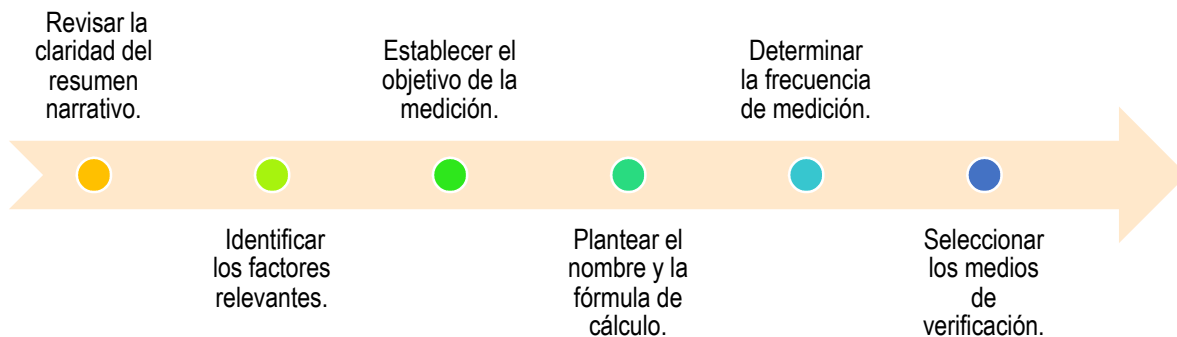 Revisar la
claridad del
resumen
narrativo.
Identificar
los factores
relevantes.
Establecer el
objetivo de la
medición.
Plantear el
nombre y la
fórmula de
cálculo.
Determinar
la frecuencia
de medición.
Seleccionar
los medios
de
verificación.